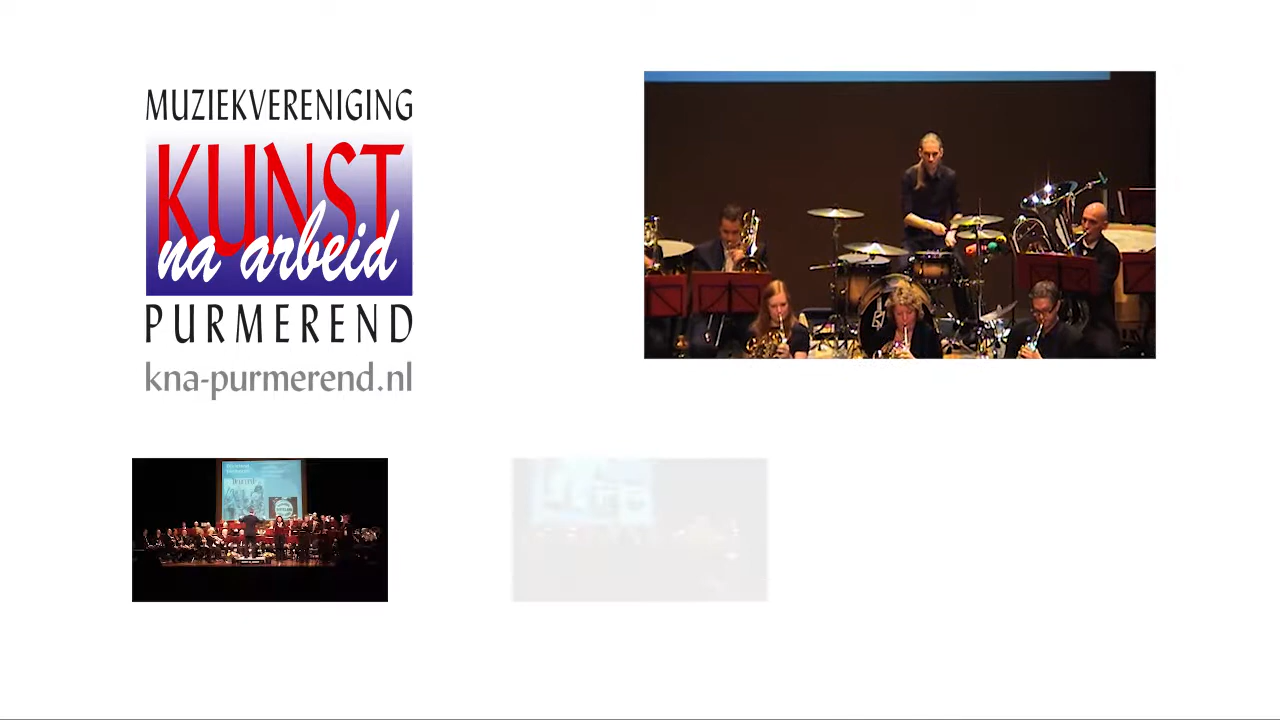 MUZIEKVERENIGING
KUNST
na arbeid
PURMEREND
kna-purmerend.nl